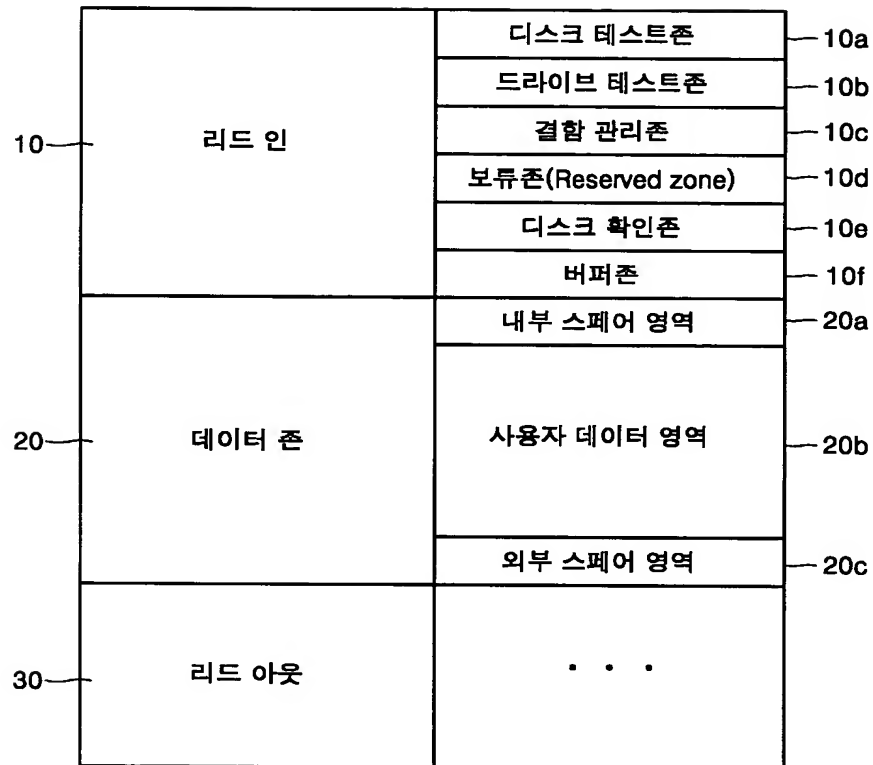 디스크 테스트존 10a
드라이브 테스트존 10b
10 리드 인 결함 관리존 10c
보류존(Reserved zone) 10d
디스크 확인존 10e
버퍼존 10f
내부 스페어 영역 20a
20 데이터 존 사용자 데이터 영역 20b
외부 스페어 영역 20c
30 리드 아웃 . . .